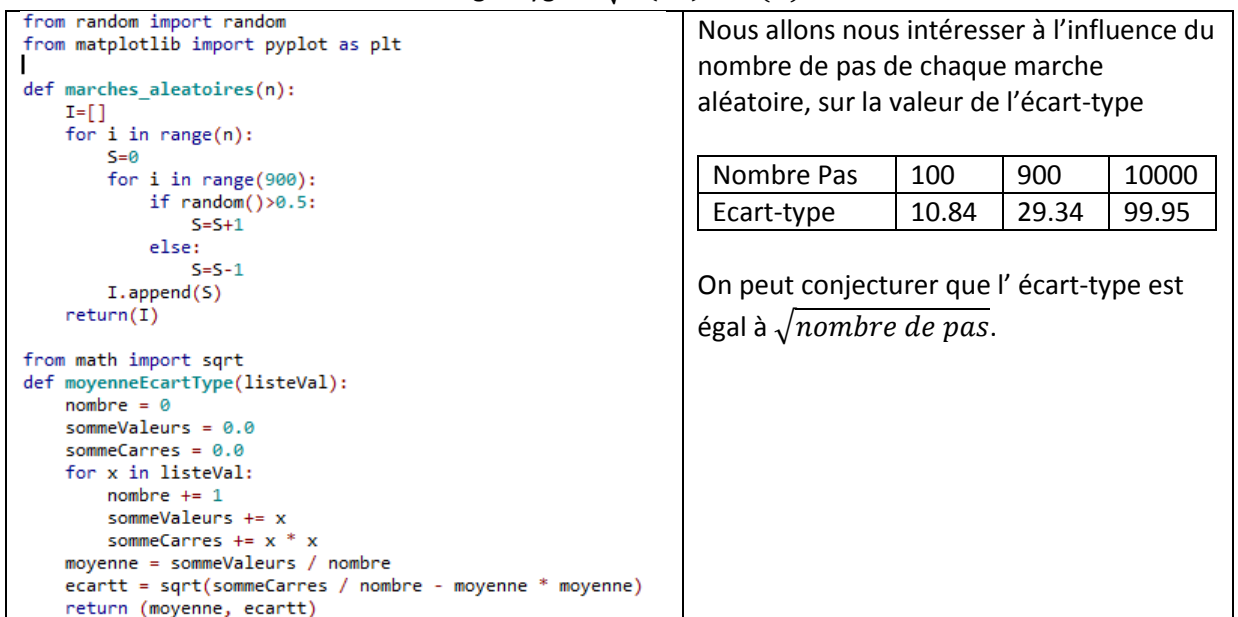 from random import random
from matplotlib import pyplot as plt
def marches_aleatoires(n):
    I=[]
    for i in range(n):
        S=0
        for i in range(900):
            if random()>0.5:
                S=S+1
            else:
                S=S-1
        I.append(S)
    return(I)
from math import sqrt
def moyenneEcartType(listeVal):
    nombre = 0
    sommeValeurs = 0.0
    sommeCarres = 0.0
    for x in listeVal:
        nombre += 1
        sommeValeurs += x
        sommeCarres += x * x
    moyenne = sommeValeurs / nombre
    ecartt = sqrt(sommeCarres / nombre - moyenne * moyenne)
    return (moyenne, ecartt)
Nous allons nous intéresser à l’influence du
nombre de pas de chaque marche
aléatoire, sur la valeur de l’écart-type
Nombre Pas 100 900 10000
Ecart-type 10.84 29.34 99.95
On peut conjecturer que l’ écart-type est
égal à √nombre de pas.